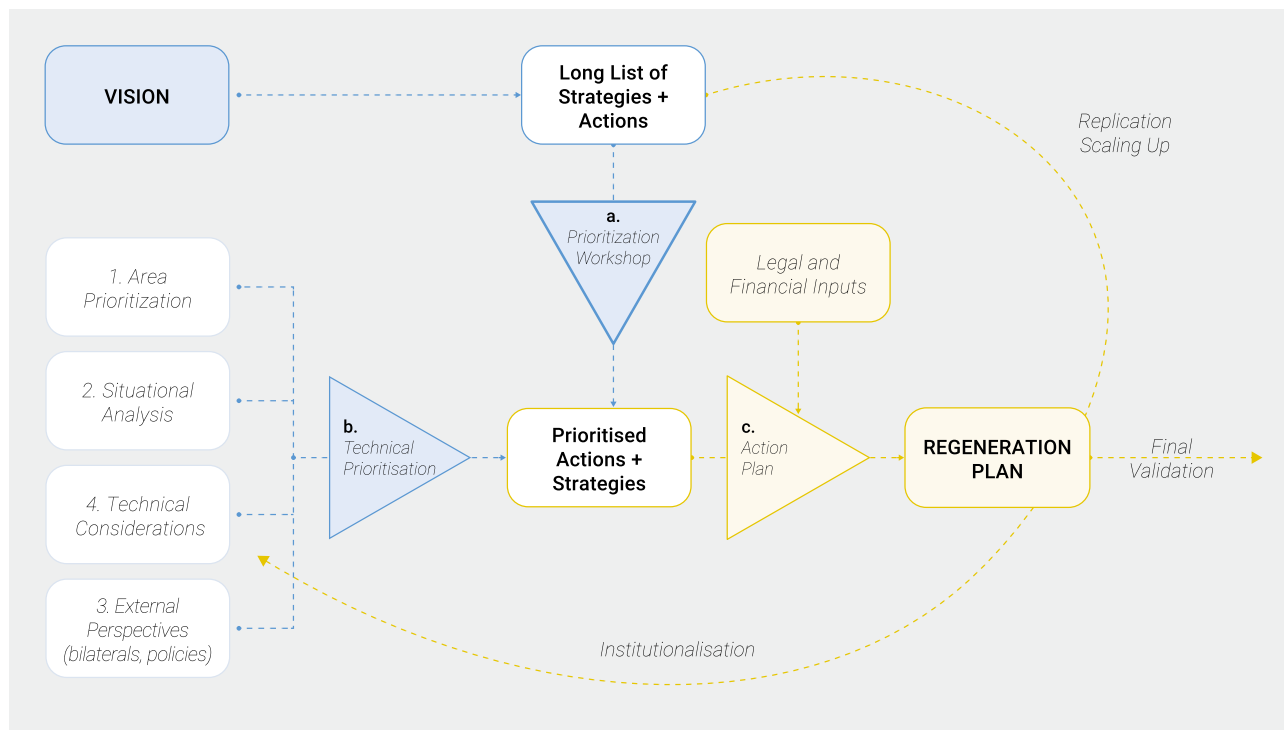 VISION
Long List of
Strategies +
Actions
Replication
Scaling Up
a.
Prioritization
Workshop
Legal and
Financial Inputs
1. Area
Prioritization
2. Situational
Analysis
4. Technical
Considerations
3. External
Perspectives
(bilaterals, policies)
b.
Technical
Prioritisation
Prioritised
Actions +
Strategies
c.
Action
Plan
REGENERATION
PLAN
Final
Validation
Institutionalisation